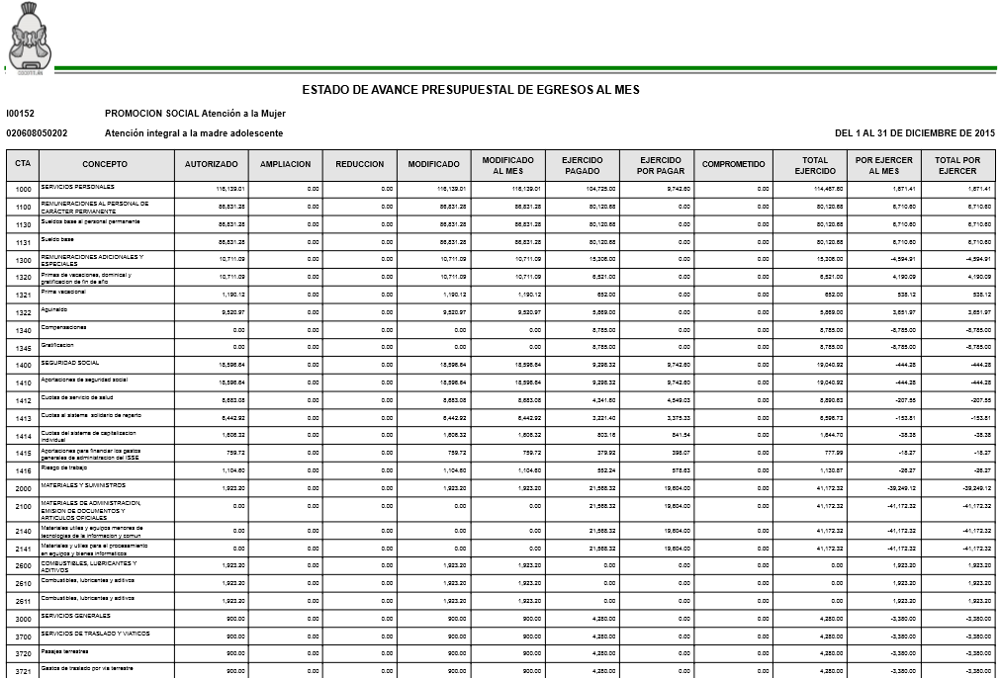 ESTADO DE AVANCE PRESUPUESTAL DE EGRESOS AL MES
I00152 PROMOCION SOCIAL Atención a la Mujer
020608050202 Atención integral a la madre adolescente DEL 1 AL 31 DE DICIEMBRE DE 2015
CTA CONCEPTO AUTORIZADO AMPLIACION REDUCCION MODIFICADO MODIFICADO AL MES EJERCIDO PAGADO EJERCIDO POR PAGAR COMPROMETIDO TOTAL EJERCIDO POR EJERCER AL MES TOTAL POR EJERCER
1000 SERVICIOS PERSONALES 116,139.01 0.00 0.00 116,139.01 116,139.01 104,725.00 9,742.60 0.00 114,467.60 1,671.41 1,671.41
1100 REMUNERACIONES AL PERSONAL DE CARÁCTER PERMANENTE 86,831.28 0.00 0.00 86,831.28 86,831.28 80,120.68 0.00 0.00 80,120.68 6,710.60 6,710.60
1130 Sueldos base al personal permanente 86,831.28 0.00 0.00 86,831.28 86,831.28 80,120.68 0.00 0.00 80,120.68 6,710.60 6,710.60
1131 Sueldo base 86,831.28 0.00 0.00 86,831.28 86,831.28 80,120.68 0.00 0.00 80,120.68 6,710.60 6,710.60
1300 REMUNERACIONES ADICIONALES Y ESPECIALES 10,711.09 0.00 0.00 10,711.09 10,711.09 15,306.00 0.00 0.00 15,306.00 -4,594.91 -4,594.91
1320 Primas de vacaciones, dominical y gratificacion de fin de año 10,711.09 0.00 0.00 10,711.09 10,711.09 6,521.00 0.00 0.00 6,521.00 4,190.09 4,190.09
1321 Prima vacacional 1,190.12 0.00 0.00 1,190.12 1,190.12 652.00 0.00 0.00 652.00 538.12 538.12
1322 Aguinaldo 9,520.97 0.00 0.00 9,520.97 9,520.97 5,869.00 0.00 0.00 5,869.00 3,651.97 3,651.97
1340 Compensaciones 0.00 0.00 0.00 0.00 0.00 8,785.00 0.00 0.00 8,785.00 -8,785.00 -8,785.00
1345 Gratificacion 0.00 0.00 0.00 0.00 0.00 8,785.00 0.00 0.00 8,785.00 -8,785.00 -8,785.00
1400 SEGURIDAD SOCIAL 18,596.64 0.00 0.00 18,596.64 18,596.64 9,298.32 9,742.60 0.00 19,040.92 -444.28 -444.28
1410 Aportaciones de seguridad social 18,596.64 0.00 0.00 18,596.64 18,596.64 9,298.32 9,742.60 0.00 19,040.92 -444.28 -444.28
1412 Cuotas de servicio de salud 8,683.08 0.00 0.00 8,683.08 8,683.08 4,341.60 4,549.03 0.00 8,890.63 -207.55 -207.55
1413 Cuotas al sistema solidario de reparto 6,442.92 0.00 0.00 6,442.92 6,442.92 3,221.40 3,375.33 0.00 6,596.73 -153.81 -153.81
1414 Cuotas del sistema de capitalizacion individual 1,606.32 0.00 0.00 1,606.32 1,606.32 803.16 841.54 0.00 1,644.70 -38.38 -38.38
1415 Aportaciones para financiar los gastos generales de administracion del ISSE 759.72 0.00 0.00 759.72 759.72 379.92 398.07 0.00 777.99 -18.27 -18.27
1416 Riesgo de trabajo 1,104.60 0.00 0.00 1,104.60 1,104.60 552.24 578.63 0.00 1,130.87 -26.27 -26.27
2000 MATERIALES Y SUMINISTROS 1,923.20 0.00 0.00 1,923.20 1,923.20 21,568.32 19,604.00 0.00 41,172.32 -39,249.12 -39,249.12
2100 MATERIALES DE ADMINISTRACION, EMISION DE DOCUMENTOS Y ARTICULOS OFICIALES 0.00 0.00 0.00 0.00 0.00 21,568.32 19,604.00 0.00 41,172.32 -41,172.32 -41,172.32
2140 Materiales utiles y equipos menores de tecnologias de la informacion y comun 0.00 0.00 0.00 0.00 0.00 21,568.32 19,604.00 0.00 41,172.32 -41,172.32 -41,172.32
2141 Materiales y utiles para el procesamiento en equipos y bienes informaticos 0.00 0.00 0.00 0.00 0.00 21,568.32 19,604.00 0.00 41,172.32 -41,172.32 -41,172.32
2600 COMBUSTIBLES, LUBRICANTES Y ADITIVOS 1,923.20 0.00 0.00 1,923.20 1,923.20 0.00 0.00 0.00 0.00 1,923.20 1,923.20
2610 Combustibles, lubricantes y aditivos 1,923.20 0.00 0.00 1,923.20 1,923.20 0.00 0.00 0.00 0.00 1,923.20 1,923.20
2611 Combustibles, lubricantes y aditivos 1,923.20 0.00 0.00 1,923.20 1,923.20 0.00 0.00 0.00 0.00 1,923.20 1,923.20
3000 SERVICIOS GENERALES 900.00 0.00 0.00 900.00 900.00 4,280.00 0.00 0.00 4,280.00 -3,380.00 -3,380.00
3700 SERVICIOS DE TRASLADO Y VIATICOS 900.00 0.00 0.00 900.00 900.00 4,280.00 0.00 0.00 4,280.00 -3,380.00 -3,380.00
3720 Pasajes terrestres 900.00 0.00 0.00 900.00 900.00 4,280.00 0.00 0.00 4,280.00 -3,380.00 -3,380.00
3721 Gastos de traslado por via terrestre 900.00 0.00 0.00 900.00 900.00 4,280.00 0.00 0.00 4,280.00 -3,380.00 -3,380.00